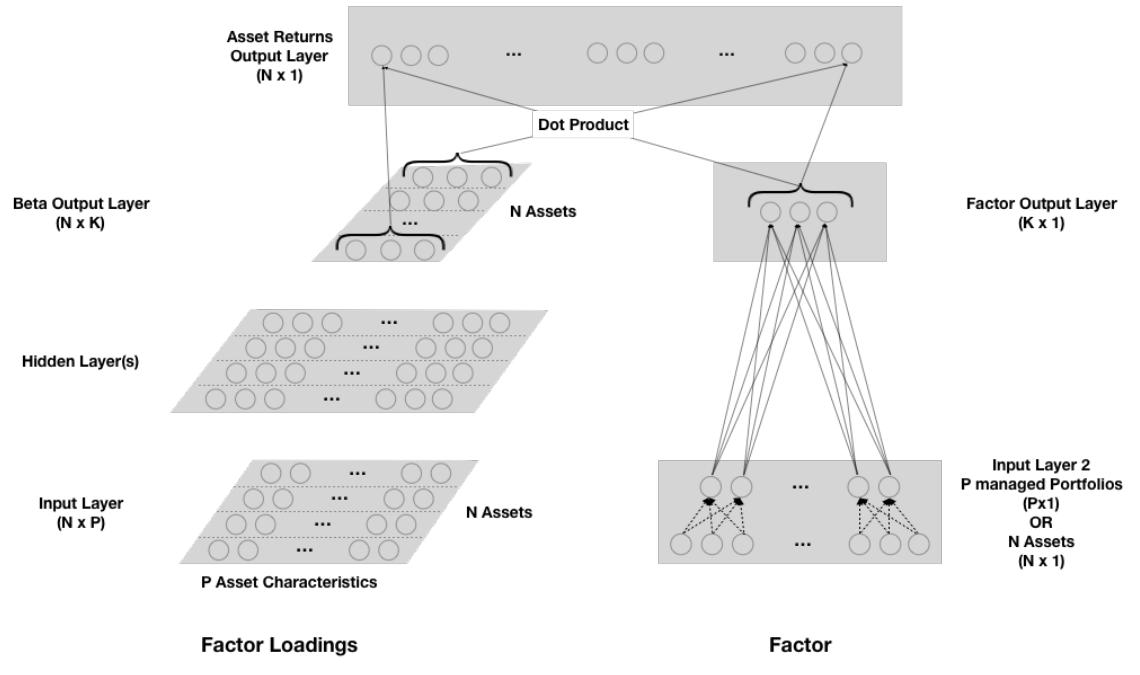 Asset Returns
Output Layer
(N x 1)
...
...
Dot Product
Beta Output Layer
(N x K)
...
N Assets
Factor Output Layer
(K x 1)
Hidden Layer(s)
...
...
...
...
Input Layer
(N x P)
...
...
...
...
N Assets
P Asset Characteristics
Input Layer 2
P managed Portfolios
(Px1)
OR
N Assets
(N x 1)
...
...
Factor Loadings
Factor